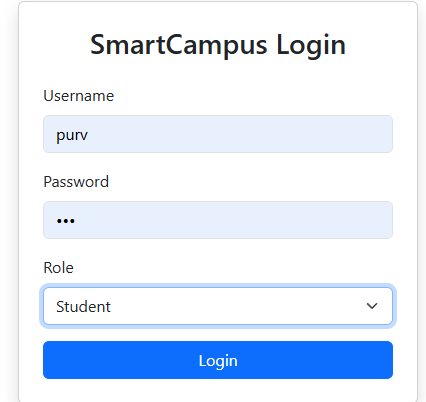 SmartCampus Login
Username
purv
Password
•••
Role
Student
Login